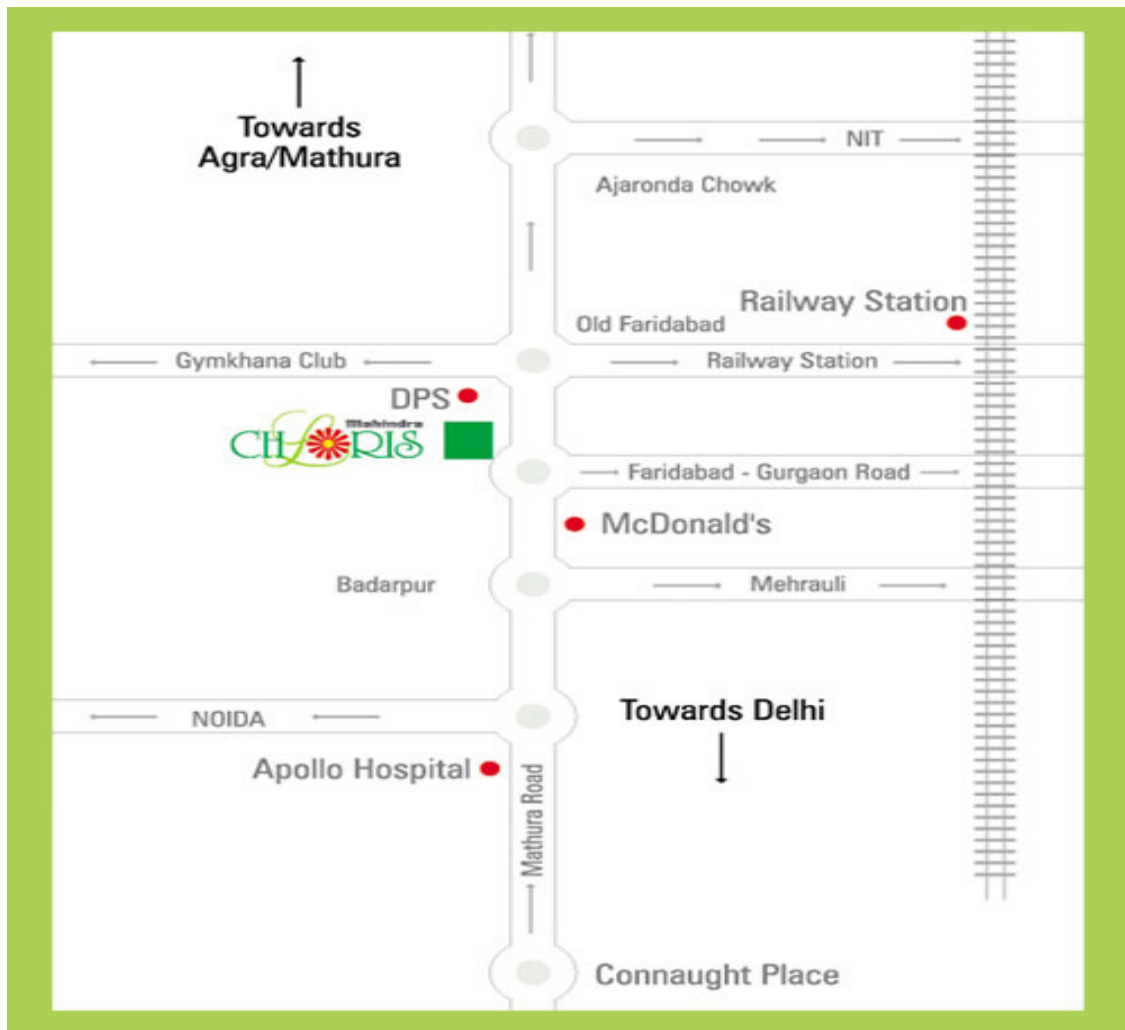 Towards
Agra/Mathura
NIT
Ajaronda Chowk
Railway Station
Old Faridabad
Gymkhana Club
Railway Station
DPS
Mahindra
CHLORIS
Faridabad - Gurgaon Road
McDonald's
Badarpur
Mehrauli
NOIDA
Towards Delhi
Apollo Hospital
Mathura Road
Connaught Place